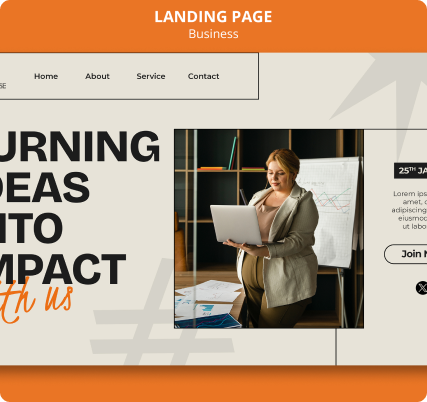 LANDING PAGE
Business
Home About Service Contact
SE
URNING
DEAS
NTO
MPACT
th us
25TH JA
Lorem ips
amet, c
adipiscing
eiusmod
ut labo
Join N